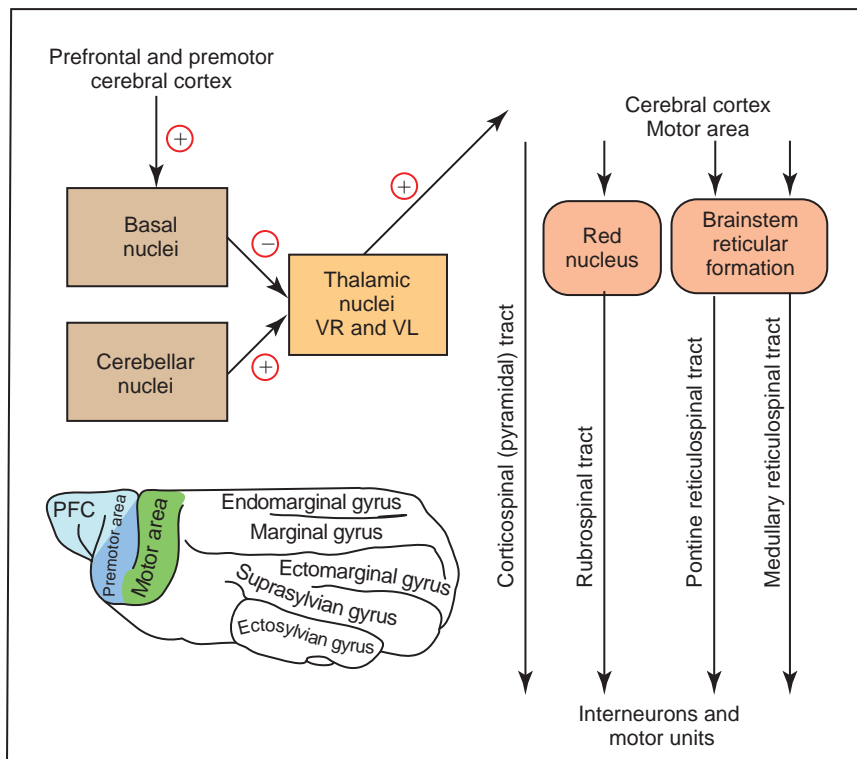 Prefrontal and premotor
cerebral cortex
+
Basal
nuclei
−
Cerebellar
nuclei
+
Thalamic
nuclei
VR and VL
+
Cerebral cortex
Motor area
Red
nucleus
Brainstem
reticular
formation
Corticospinal (pyramidal) tract
Rubrospinal tract
Pontine reticulospinal tract
Medullary reticulospinal tract
Interneurons and
motor units
PFC
Premotor area
Motor area
Endomarginal gyrus
Marginal gyrus
Ectomarginal gyrus
Suprasylvian gyrus
Ectosylvian gyrus